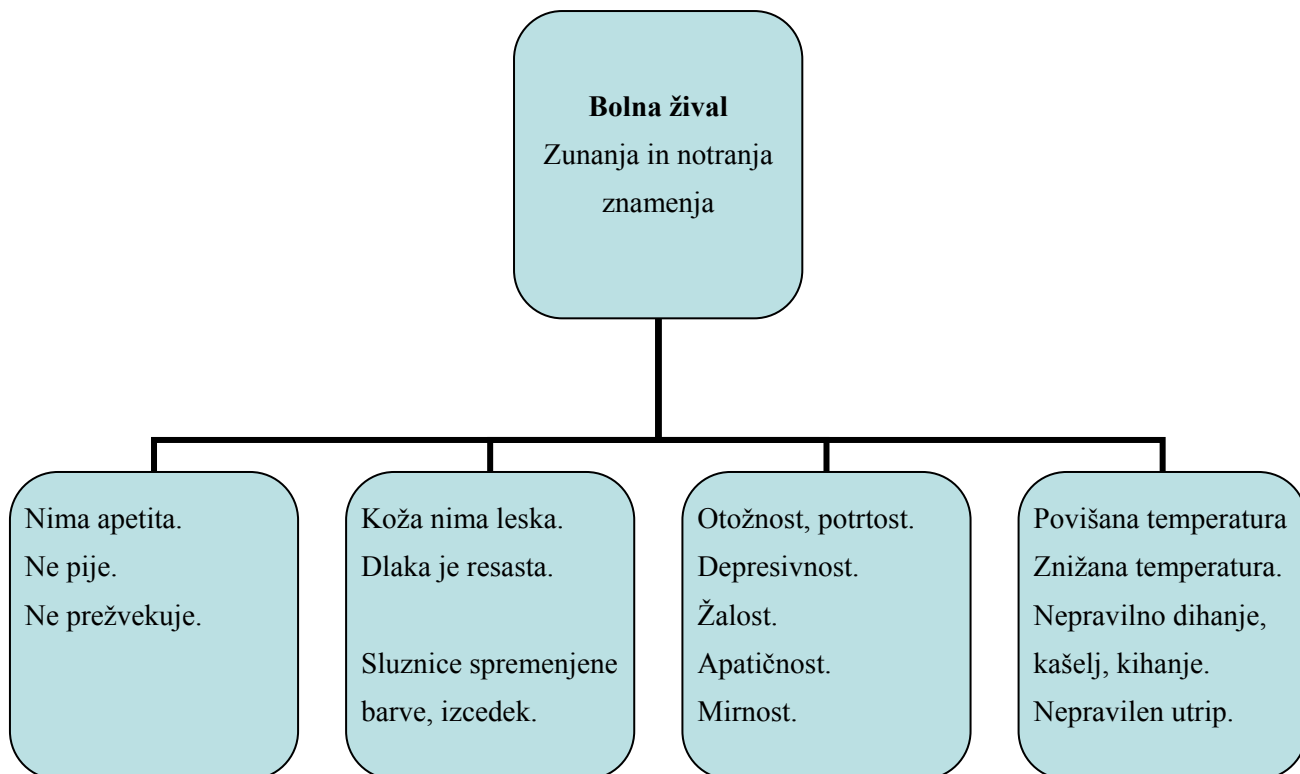 Bolna žival
Zunanja in notranja
znamenja
Nima apetita.
Ne pije.
Ne prežvekuje.
Koža nima leska.
Dlaka je resasta.
Sluznice spremenjene
barve, izcedek.
Otožnost, potrtost.
Depresivnost.
Žalost.
Apatičnost.
Mirnost.
Povišana temperatura
Znižana temperatura.
Nepravilno dihanje,
kašelj, kihanje.
Nepravilen utrip.